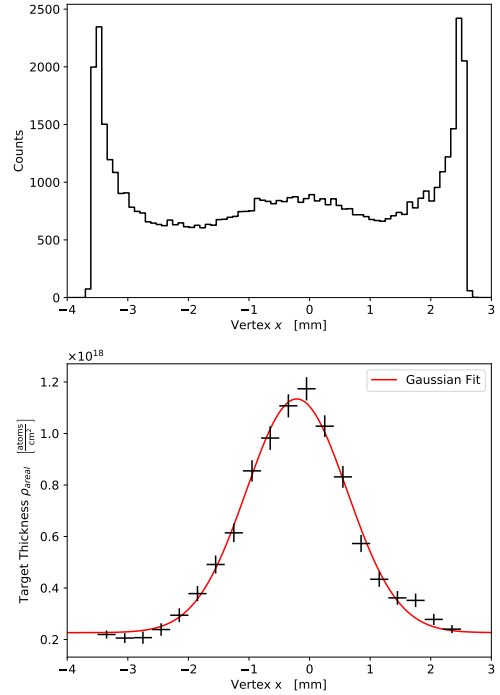 2500
2000
1500
1000
500
0
Counts
−4 −3 −2 −1 0 1 2 3
Vertex x [mm]
×10^18
1.2
1.0
0.8
0.6
0.4
0.2
Target Thickness ρ_areal [atoms/cm²]
Gaussian Fit
−4 −3 −2 −1 0 1 2 3
Vertex x [mm]